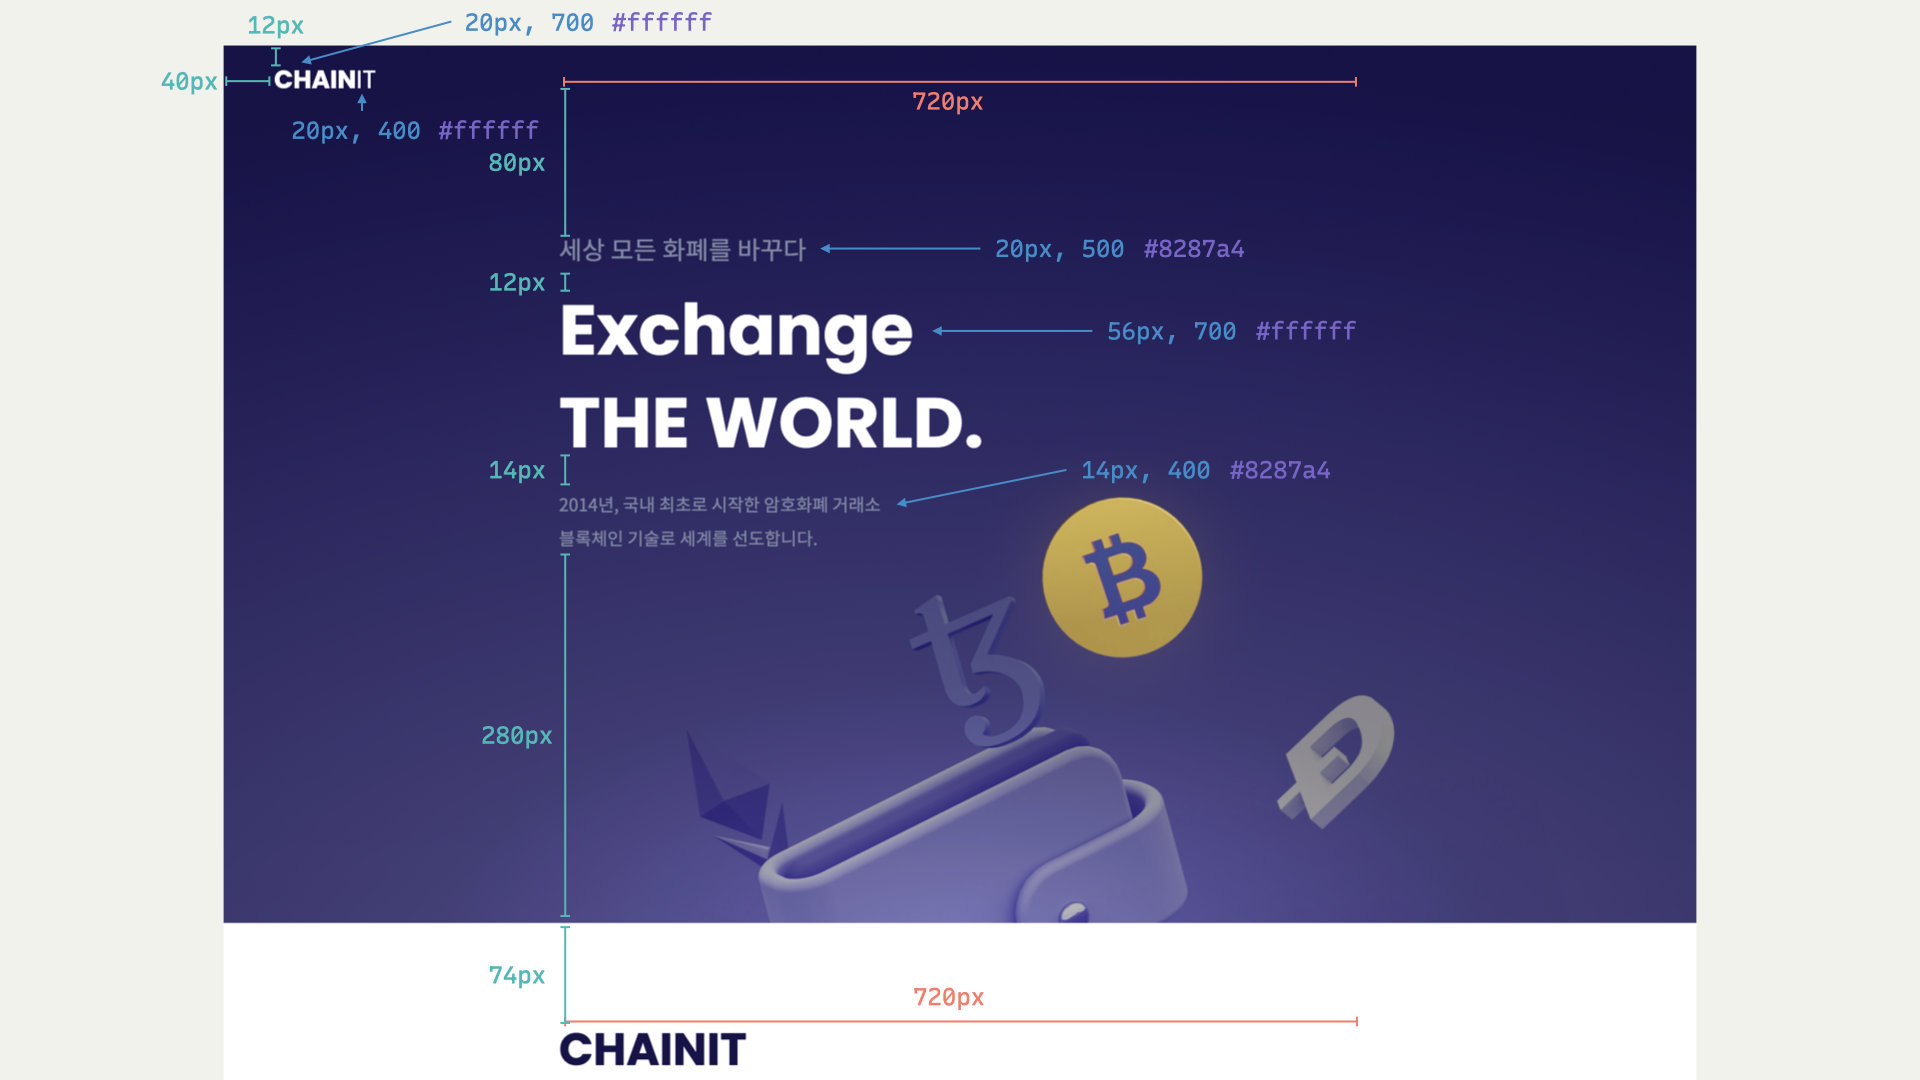 12px
20px, 700 #ffffff
40px
CHAINIT
720px
20px, 400 #ffffff
80px
세상 모든 화폐를 바꾸다
20px, 500 #8287a4
12px
Exchange
56px, 700 #ffffff
THE WORLD.
14px
14px, 400 #8287a4
2014년, 국내 최초로 시작한 암호화폐 거래소
블록체인 기술로 세계를 선도합니다.
280px
74px
720px
CHAINIT